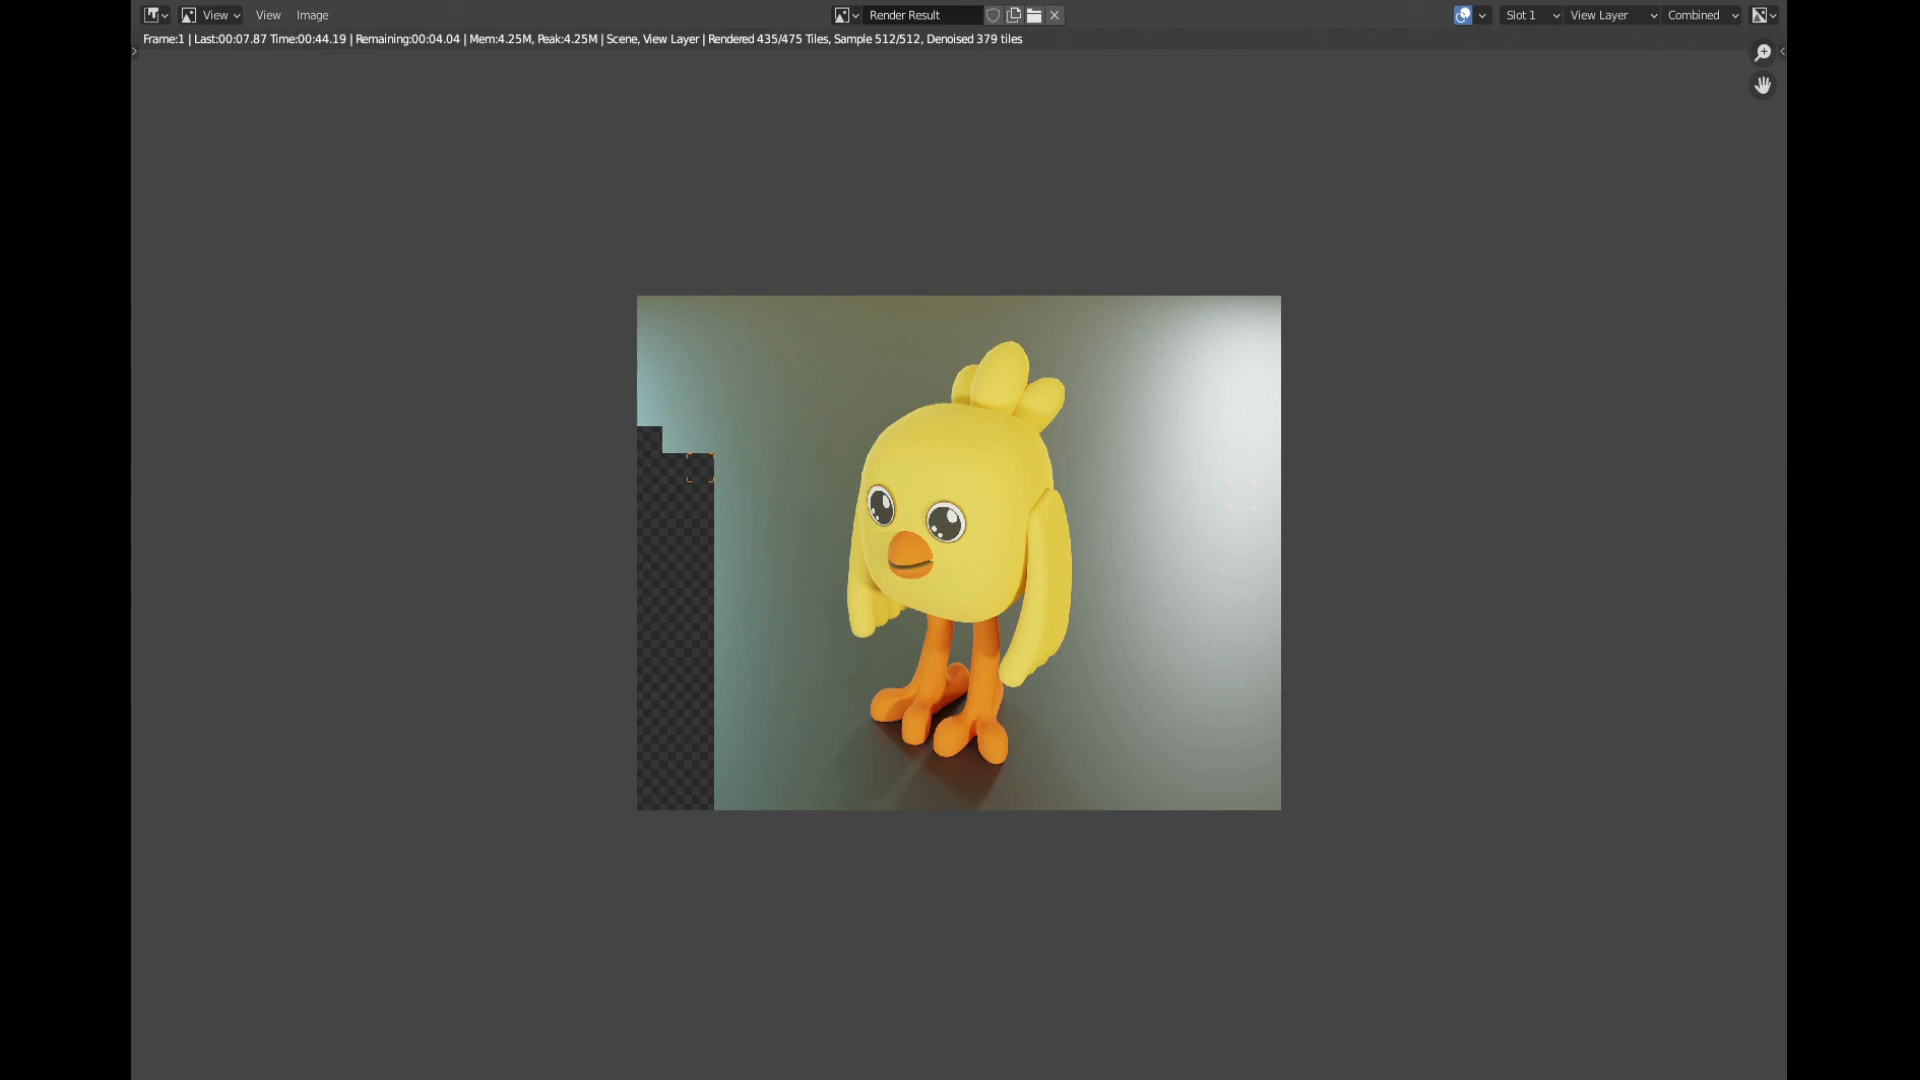 View View Image Render Result Slot 1 View Layer Combined
Frame:1 | Last:00:07.87 Time:00:44.19 | Remaining:00:04.04 | Mem:4.25M, Peak:4.25M | Scene, View Layer | Rendered 435/475 Tiles, Sample 512/512, Denoised 379 tiles